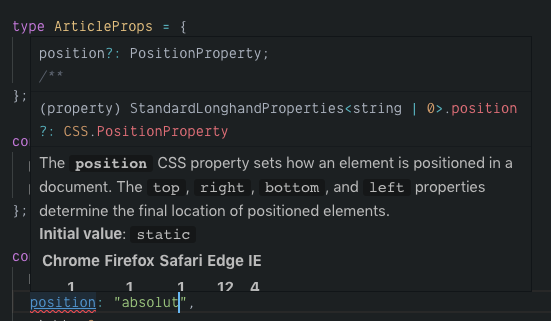 type ArticleProps = {
position?: PositionProperty;
/**
};
(property) StandardLonghandProperties<string | 0>.position
?: CSS.PositionProperty
co
The position CSS property sets how an element is positioned in a
document. The top, right, bottom, and left properties
};
determine the final location of positioned elements.
Initial value: static
co
Chrome Firefox Safari Edge IE
1 1 1 12 4
position: "absolut",